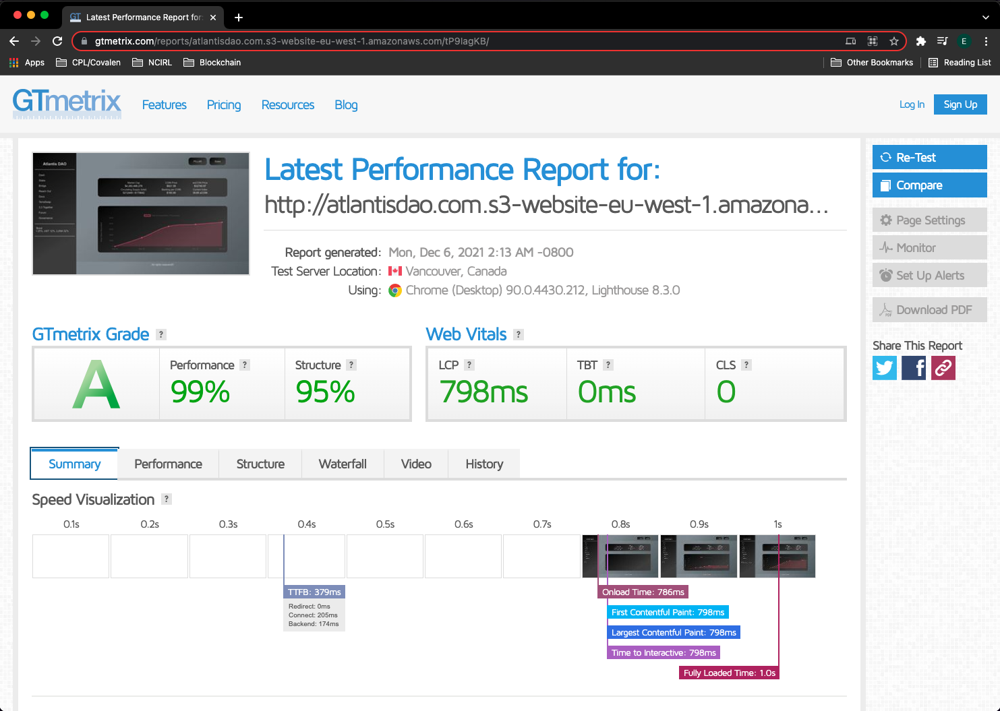 GT Latest Performance Report for:
gtmetrix.com/reports/atlantisdao.com.s3-website-eu-west-1.amazonaws.com/tP9IagKB/
E
Apps CPL/Covalen NCIRL Blockchain Other Bookmarks Reading List
GTmetrix Features Pricing Resources Blog Log In Sign Up
Atlantis DAO
Latest Performance Report for:
http://atlantisdao.com.s3-website-eu-west-1.amazona...
Report generated: Mon, Dec 6, 2021 2:13 AM -0800
Test Server Location: Vancouver, Canada
Using: Chrome (Desktop) 90.0.4430.212, Lighthouse 8.3.0
Re-Test
Compare
Page Settings
Monitor
Set Up Alerts
Download PDF
Share This Report
GTmetrix Grade ?
A
Performance ?
99%
Structure ?
95%
Web Vitals ?
LCP ?
798ms
TBT ?
0ms
CLS ?
0
Summary Performance Structure Waterfall Video History
Speed Visualization ?
0.1s 0.2s 0.3s 0.4s 0.5s 0.6s 0.7s 0.8s 0.9s 1s
TTFB: 379ms
Redirect: 0ms
Connect: 205ms
Backend: 174ms
Onload Time: 786ms
First Contentful Paint: 798ms
Largest Contentful Paint: 798ms
Time to Interactive: 798ms
Fully Loaded Time: 1.0s